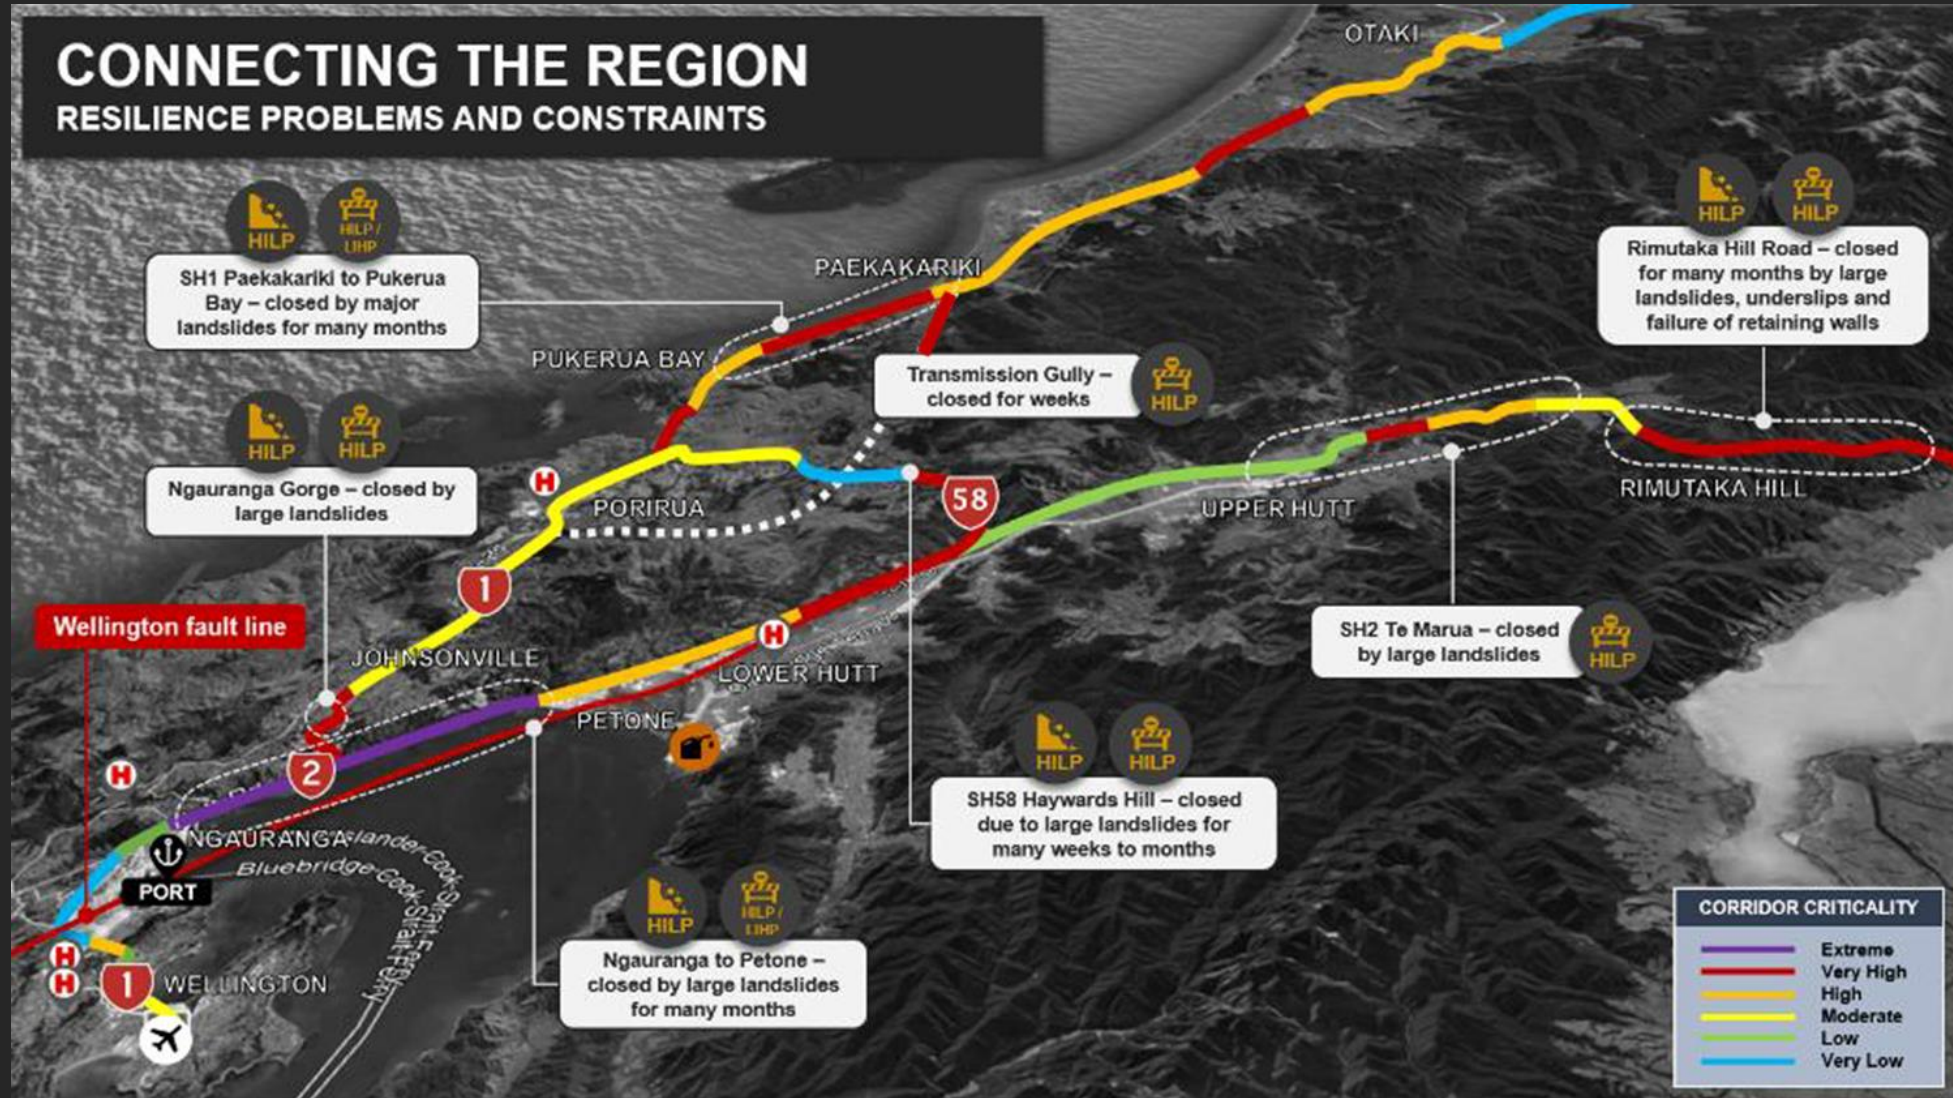 CONNECTING THE REGION
RESILIENCE PROBLEMS AND CONSTRAINTS
OTAKI
HILP
HILP /
LIHP
SH1 Paekakariki to Pukerua
Bay – closed by major
landslides for many months
PAEKAKARIKI
HILP
HILP
Rimutaka Hill Road – closed
for many months by large
landslides, underslips and
failure of retaining walls
PUKERUA BAY
Transmission Gully –
closed for weeks
HILP
HILP
HILP
Ngauranga Gorge – closed by
large landslides
H
PORIRUA
58
UPPER HUTT
RIMUTAKA HILL
1
Wellington fault line
JOHNSONVILLE
H
LOWER HUTT
SH2 Te Marua – closed
by large landslides
HILP
PETONE
2
H
HILP
HILP
SH58 Haywards Hill – closed
due to large landslides for
many weeks to months
NGAURANGA
Islander Cook
Bluebridge Cook Strait Ferry
Strait Ferry
PORT
HILP
HILP /
LIHP
Ngauranga to Petone –
closed by large landslides
for many months
H
H
1
WELLINGTON
CORRIDOR CRITICALITY
Extreme
Very High
High
Moderate
Low
Very Low